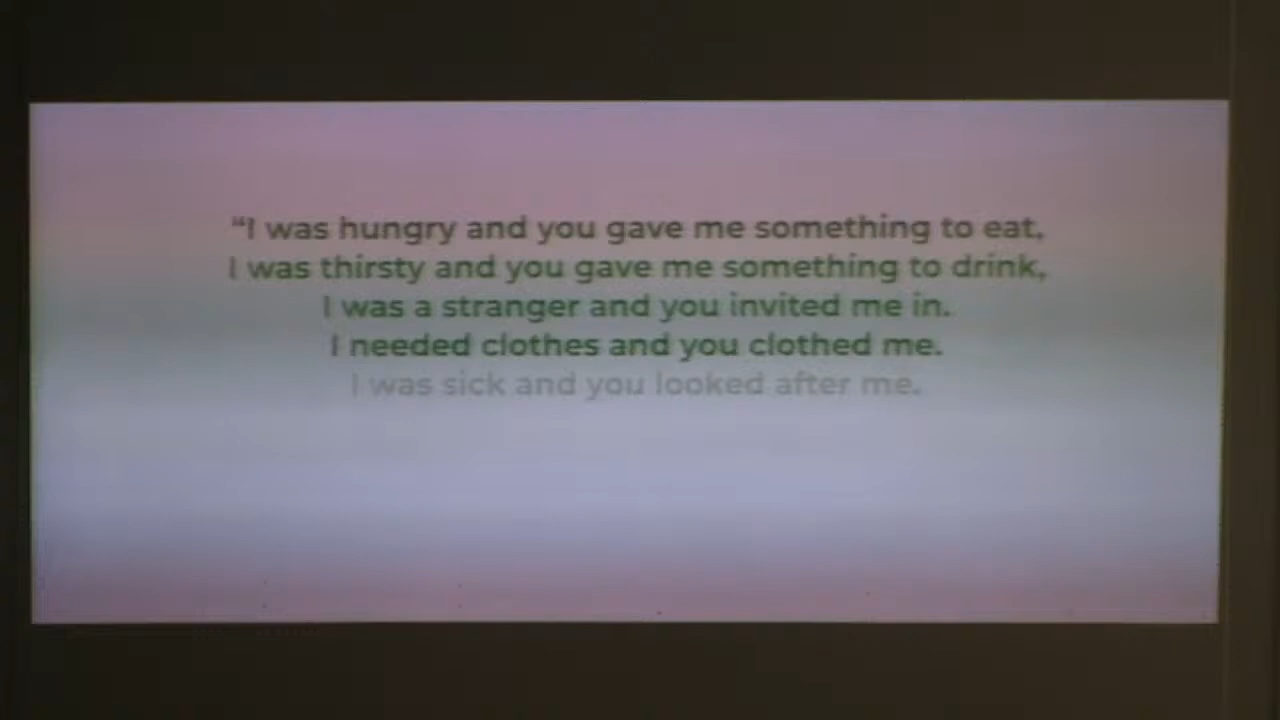 “I was hungry and you gave me something to eat,
I was thirsty and you gave me something to drink,
I was a stranger and you invited me in.
I needed clothes and you clothed me.
I was sick and you looked after me.